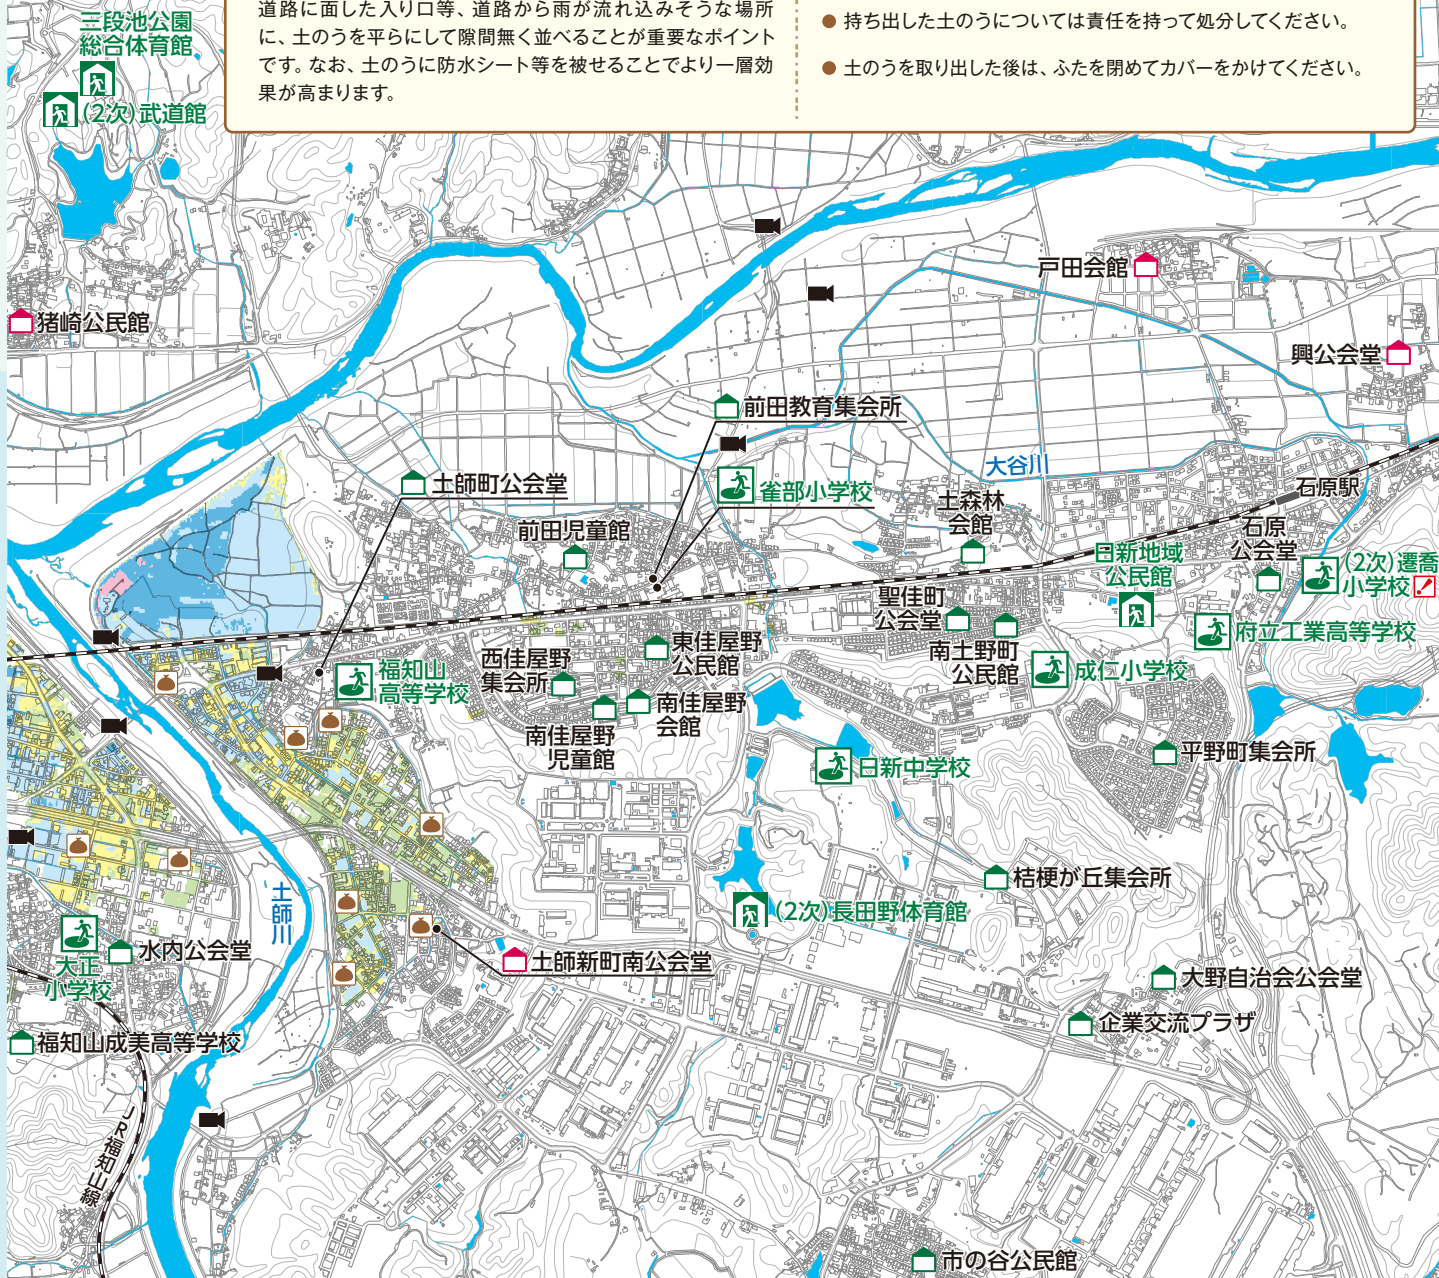 道路に面した入り口等、道路から雨が流れ込みそうな場所
に、土のうを平らにして隙間無く並べることが重要なポイント
です。なお、土のうに防水シート等を被せることでより一層効
果が高まります。
● 持ち出した土のうについては責任を持って処分してください。
● 土のうを取り出した後は、ふたを閉めてカバーをかけてください。
三段池公園
総合体育館
(2次)武道館
猪崎公民館
戸田会館
興公会堂
前田教育集会所
土師町公会堂
雀部小学校
大谷川
石原駅
前田児童館
土森林
会館
石原
公会堂
日新地域
公民館
(2次)遷喬
小学校
聖佳町
公会堂
府立工業高等学校
東佳屋野
公民館
西佳屋野
集会所
南土野町
公民館
福知山
高等学校
成仁小学校
南佳屋野
会館
南佳屋野
児童館
平野町集会所
日新中学校
桔梗が丘集会所
土師川
(2次)長田野体育館
水内公会堂
土師新町南公会堂
大正
小学校
大野自治会公会堂
企業交流プラザ
福知山成美高等学校
JR福知山線
市の谷公民館